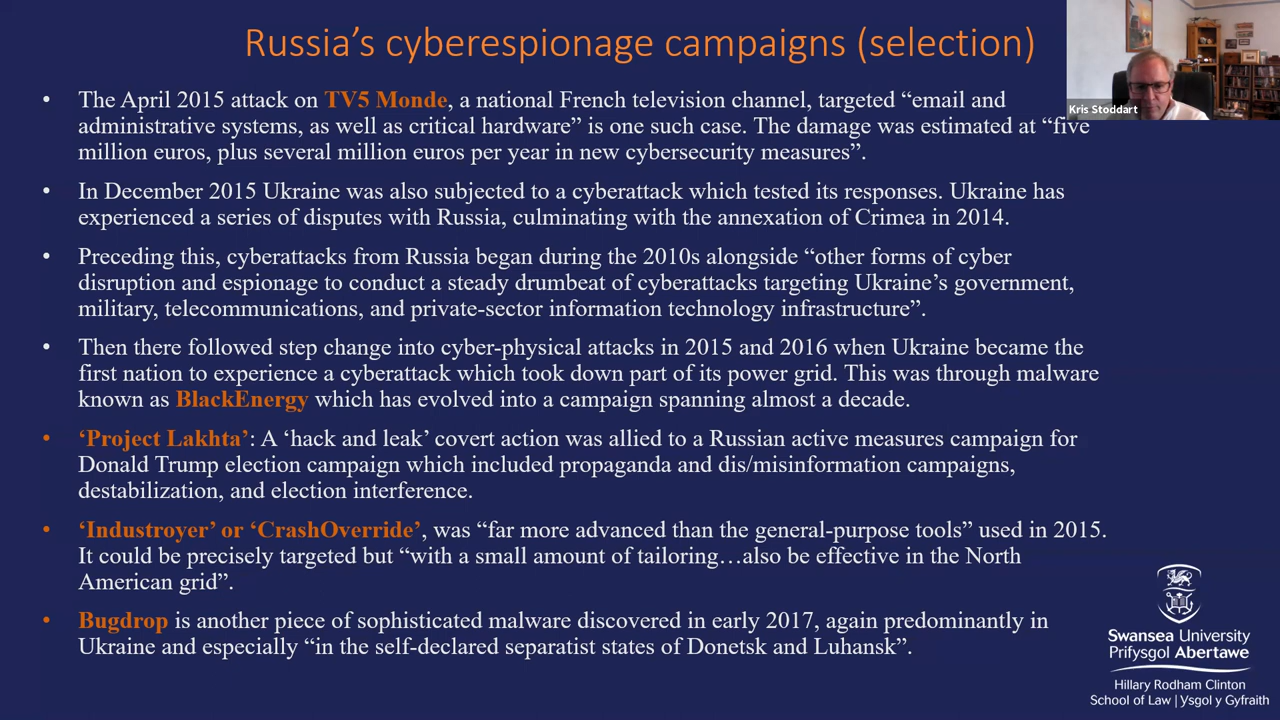 Russia’s cyberespionage campaigns (selection)
Kris Stoddart
• The April 2015 attack on TV5 Monde, a national French television channel, targeted “email and
administrative systems, as well as critical hardware” is one such case. The damage was estimated at “five
million euros, plus several million euros per year in new cybersecurity measures”.
• In December 2015 Ukraine was also subjected to a cyberattack which tested its responses. Ukraine has
experienced a series of disputes with Russia, culminating with the annexation of Crimea in 2014.
• Preceding this, cyberattacks from Russia began during the 2010s alongside “other forms of cyber
disruption and espionage to conduct a steady drumbeat of cyberattacks targeting Ukraine’s government,
military, telecommunications, and private-sector information technology infrastructure”.
• Then there followed step change into cyber-physical attacks in 2015 and 2016 when Ukraine became the
first nation to experience a cyberattack which took down part of its power grid. This was through malware
known as BlackEnergy which has evolved into a campaign spanning almost a decade.
• ‘Project Lakhta’: A ‘hack and leak’ covert action was allied to a Russian active measures campaign for
Donald Trump election campaign which included propaganda and dis/misinformation campaigns,
destabilization, and election interference.
• ‘Industroyer’ or ‘CrashOverride’, was “far more advanced than the general-purpose tools” used in 2015.
It could be precisely targeted but “with a small amount of tailoring…also be effective in the North
American grid”.
• Bugdrop is another piece of sophisticated malware discovered in early 2017, again predominantly in
Ukraine and especially “in the self-declared separatist states of Donetsk and Luhansk”.
Swansea University
Prifysgol Abertawe
Hillary Rodham Clinton
School of Law | Ysgol y Gyfraith